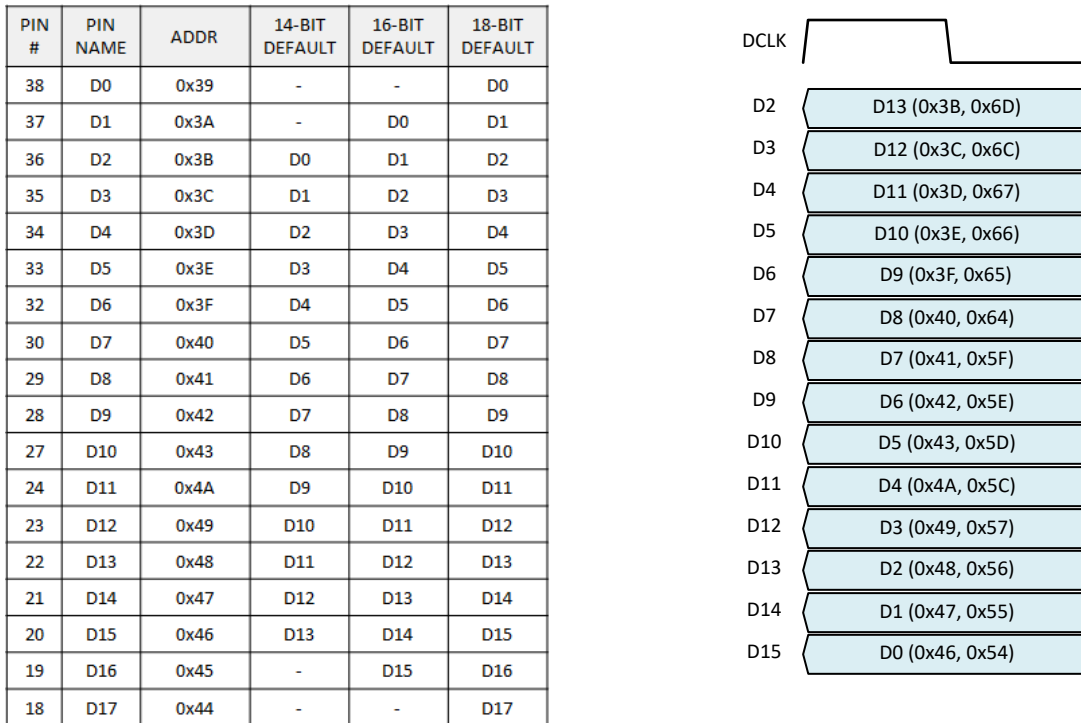 PIN # PIN NAME ADDR 14-BIT DEFAULT 16-BIT DEFAULT 18-BIT DEFAULT
38 D0 0x39 - - D0
37 D1 0x3A - D0 D1
36 D2 0x3B D0 D1 D2
35 D3 0x3C D1 D2 D3
34 D4 0x3D D2 D3 D4
33 D5 0x3E D3 D4 D5
32 D6 0x3F D4 D5 D6
30 D7 0x40 D5 D6 D7
29 D8 0x41 D6 D7 D8
28 D9 0x42 D7 D8 D9
27 D10 0x43 D8 D9 D10
24 D11 0x4A D9 D10 D11
23 D12 0x49 D10 D11 D12
22 D13 0x48 D11 D12 D13
21 D14 0x47 D12 D13 D14
20 D15 0x46 D13 D14 D15
19 D16 0x45 - D15 D16
18 D17 0x44 - - D17
DCLK
D2 D13 (0x3B, 0x6D)
D3 D12 (0x3C, 0x6C)
D4 D11 (0x3D, 0x67)
D5 D10 (0x3E, 0x66)
D6 D9 (0x3F, 0x65)
D7 D8 (0x40, 0x64)
D8 D7 (0x41, 0x5F)
D9 D6 (0x42, 0x5E)
D10 D5 (0x43, 0x5D)
D11 D4 (0x4A, 0x5C)
D12 D3 (0x49, 0x57)
D13 D2 (0x48, 0x56)
D14 D1 (0x47, 0x55)
D15 D0 (0x46, 0x54)